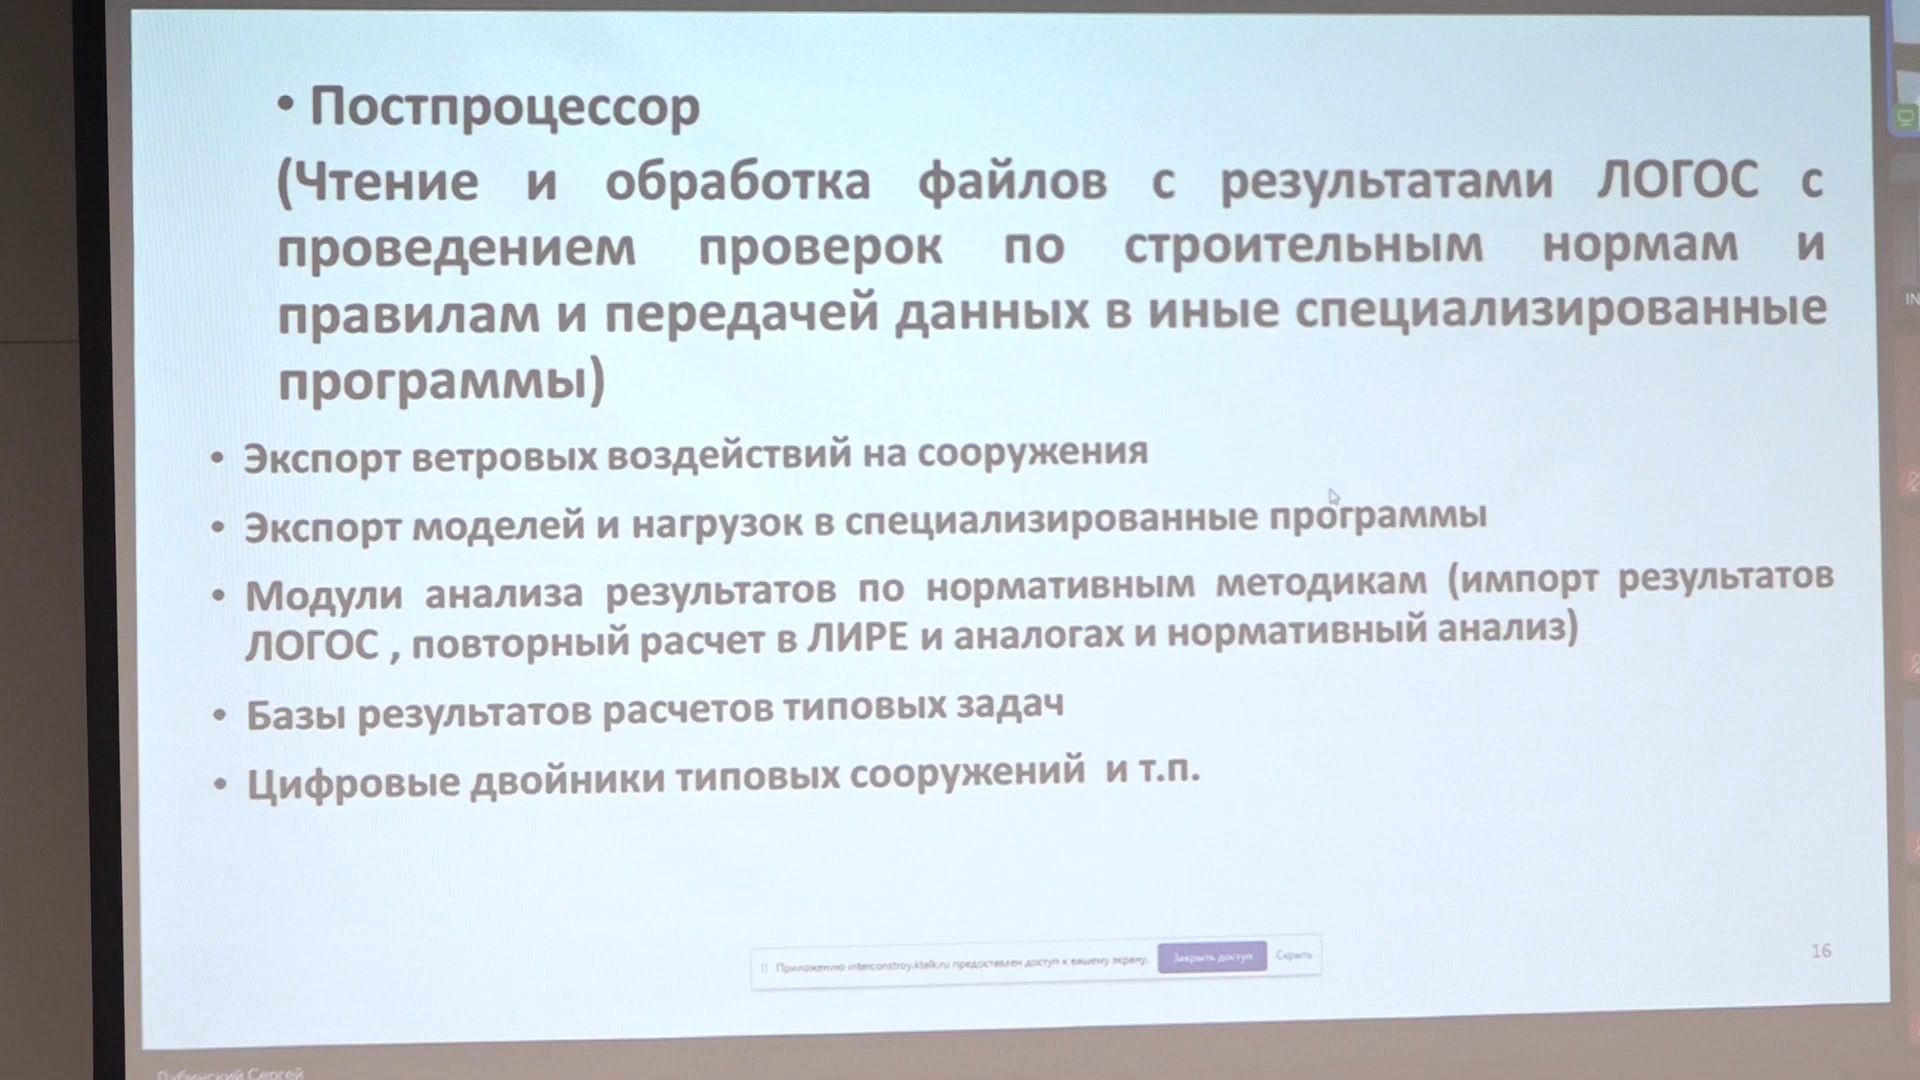 • Постпроцессор
(Чтение и обработка файлов с результатами ЛОГОС с
проведением проверок по строительным нормам и
правилам и передачей данных в иные специализированные
программы)
• Экспорт ветровых воздействий на сооружения
• Экспорт моделей и нагрузок в специализированные программы
• Модули анализа результатов по нормативным методикам (импорт результатов
ЛОГОС , повторный расчет в ЛИРЕ и аналогах и нормативный анализ)
• Базы результатов расчетов типовых задач
• Цифровые двойники типовых сооружений и т.п.
Приложению interconstroy.ktalk.ru предоставлен доступ к вашему экрану.
Закрыть доступ
Скрыть
16
IN
Сергей